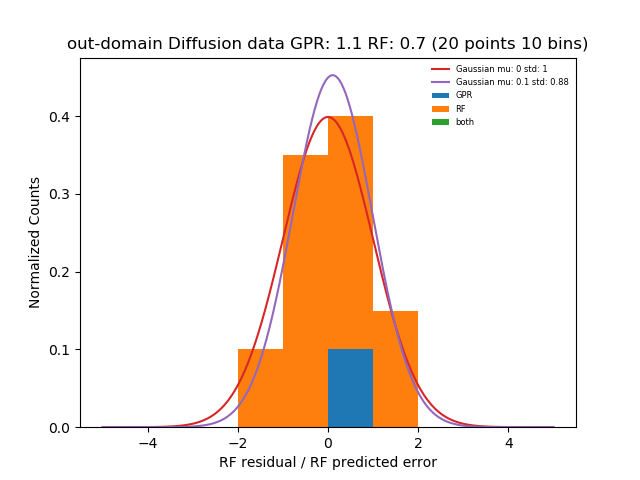 out-domain Diffusion data GPR: 1.1 RF: 0.7 (20 points 10 bins)
Gaussian mu: 0 std: 1
Gaussian mu: 0.1 std: 0.88
GPR
RF
both
Normalized Counts
0.4
0.3
0.2
0.1
0.0
−4 −2 0 2 4
RF residual / RF predicted error